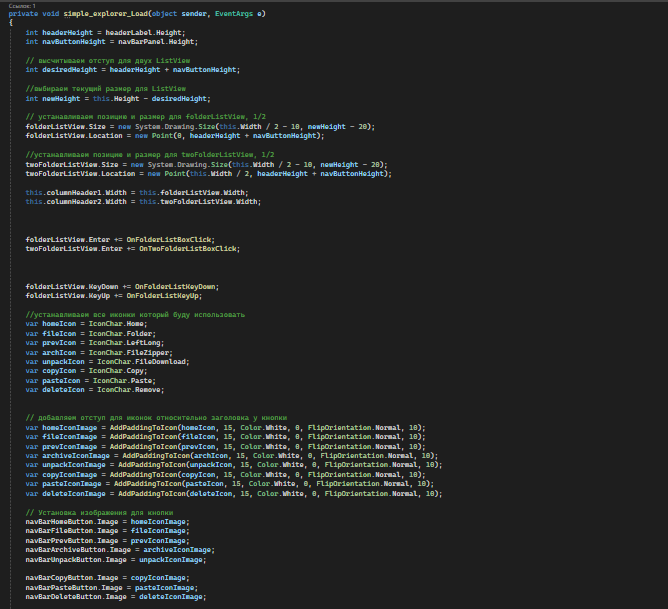 Ссылок: 1
private void simple_explorer_Load(object sender, EventArgs e)
{
int headerHeight = headerLabel.Height;
int navButtonHeight = navBarPanel.Height;
// высчитываем отступ для двух ListView
int desiredHeight = headerHeight + navButtonHeight;
//выбираем текущий размер для ListView
int newHeight = this.Height - desiredHeight;
// устанавливаем позицию и размер для folderListView, 1/2
folderListView.Size = new System.Drawing.Size(this.Width / 2 - 10, newHeight - 20);
folderListView.Location = new Point(0, headerHeight + navButtonHeight);
//устанавливаем позицию и размер для twoFolderListView, 1/2
twoFolderListView.Size = new System.Drawing.Size(this.Width / 2 - 10, newHeight - 20);
twoFolderListView.Location = new Point(this.Width / 2, headerHeight + navButtonHeight);
this.columnHeader1.Width = this.folderListView.Width;
this.columnHeader2.Width = this.twoFolderListView.Width;
folderListView.Enter += OnFolderListBoxClick;
twoFolderListView.Enter += OnTwoFolderListBoxClick;
folderListView.KeyDown += OnFolderListKeyDown;
folderListView.KeyUp += OnFolderListKeyUp;
//устанавливаем все иконки который буду использовать
var homeIcon = IconChar.Home;
var fileIcon = IconChar.Folder;
var prevIcon = IconChar.LeftLong;
var archIcon = IconChar.FileZipper;
var unpackIcon = IconChar.FileDownload;
var copyIcon = IconChar.Copy;
var pasteIcon = IconChar.Paste;
var deleteIcon = IconChar.Remove;
// добавляем отступ для иконок относительно заголовка у кнопки
var homeIconImage = AddPaddingToIcon(homeIcon, 15, Color.White, 0, FlipOrientation.Normal, 10);
var fileIconImage = AddPaddingToIcon(fileIcon, 15, Color.White, 0, FlipOrientation.Normal, 10);
var prevIconImage = AddPaddingToIcon(prevIcon, 15, Color.White, 0, FlipOrientation.Normal, 10);
var archiveIconImage = AddPaddingToIcon(archIcon, 15, Color.White, 0, FlipOrientation.Normal, 10);
var unpackIconImage = AddPaddingToIcon(unpackIcon, 15, Color.White, 0, FlipOrientation.Normal, 10);
var copyIconImage = AddPaddingToIcon(copyIcon, 15, Color.White, 0, FlipOrientation.Normal, 10);
var pasteIconImage = AddPaddingToIcon(pasteIcon, 15, Color.White, 0, FlipOrientation.Normal, 10);
var deleteIconImage = AddPaddingToIcon(deleteIcon, 15, Color.White, 0, FlipOrientation.Normal, 10);
// Установка изображения для кнопки
navBarHomeButton.Image = homeIconImage;
navBarFileButton.Image = fileIconImage;
navBarPrevButton.Image = prevIconImage;
navBarArchiveButton.Image = archiveIconImage;
navBarUnpackButton.Image = unpackIconImage;
navBarCopyButton.Image = copyIconImage;
navBarPasteButton.Image = pasteIconImage;
navBarDeleteButton.Image = deleteIconImage;